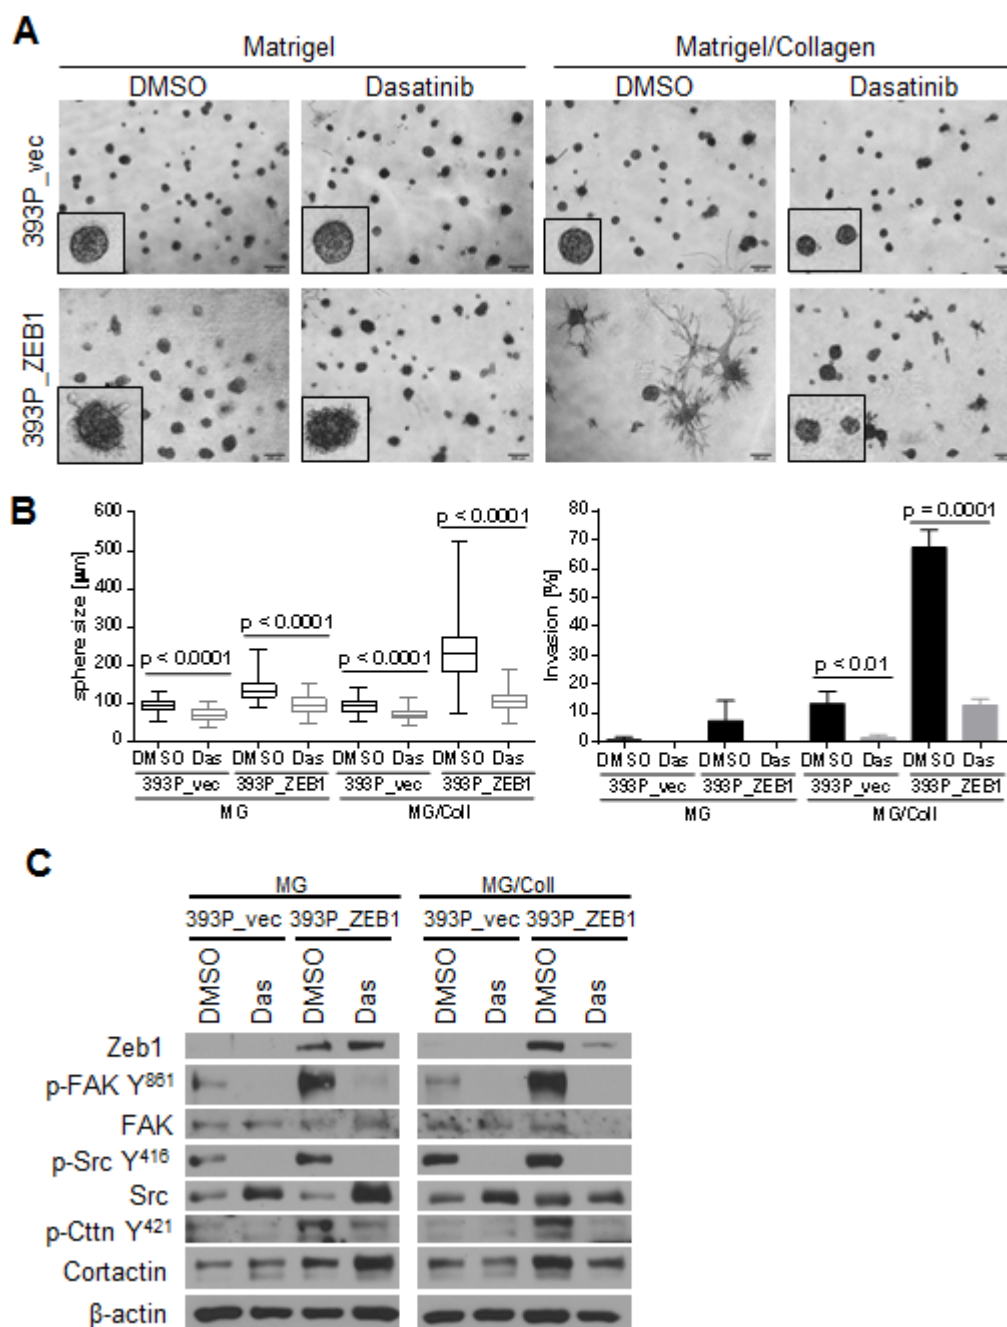 A
Matrigel Matrigel/Collagen
DMSO Dasatinib DMSO Dasatinib
393P_vec
393P_ZEB1
B
sphere size [μm]
600
500
400
300
200
100
0
p < 0.0001
p < 0.0001
p < 0.0001
p < 0.0001
DMSO Das DMSO Das DMSO Das DMSO Das
393P_vec 393P_ZEB1 393P_vec 393P_ZEB1
MG MG/Coll
Invasion [%]
80
70
60
50
40
30
20
10
0
p < 0.01
p = 0.0001
DMSO Das DMSO Das DMSO Das DMSO Das
393P_vec 393P_ZEB1 393P_vec 393P_ZEB1
MG MG/Coll
C
MG MG/Coll
393P_vec 393P_ZEB1 393P_vec 393P_ZEB1
DMSO Das DMSO Das DMSO Das DMSO Das
Zeb1
p-FAK Y861
FAK
p-Src Y416
Src
p-Cttn Y421
Cortactin
β-actin